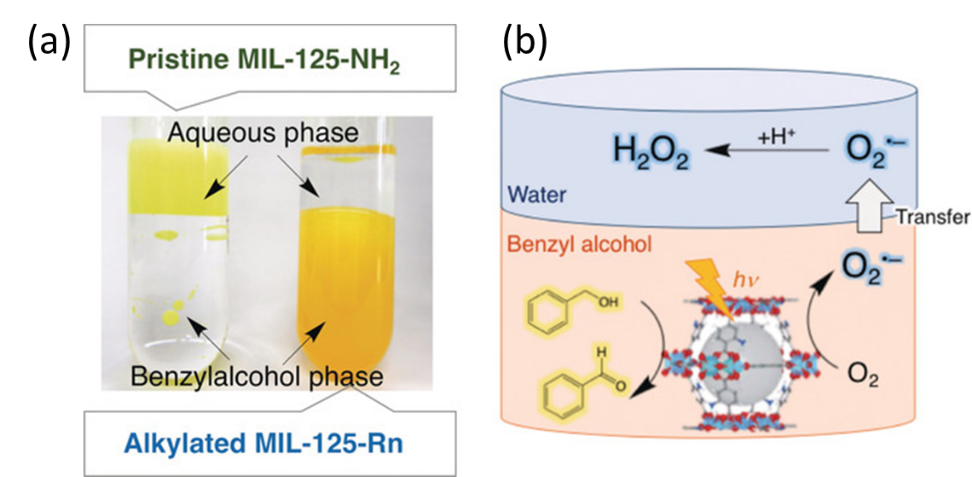 (a)
Pristine MIL-125-NH₂
Aqueous phase
Benzylalcohol phase
Alkylated MIL-125-Rn
(b)
H₂O₂
+H⁺
O₂•−
Water
Transfer
Benzyl alcohol
O₂•−
hν
OH
H
O
O₂